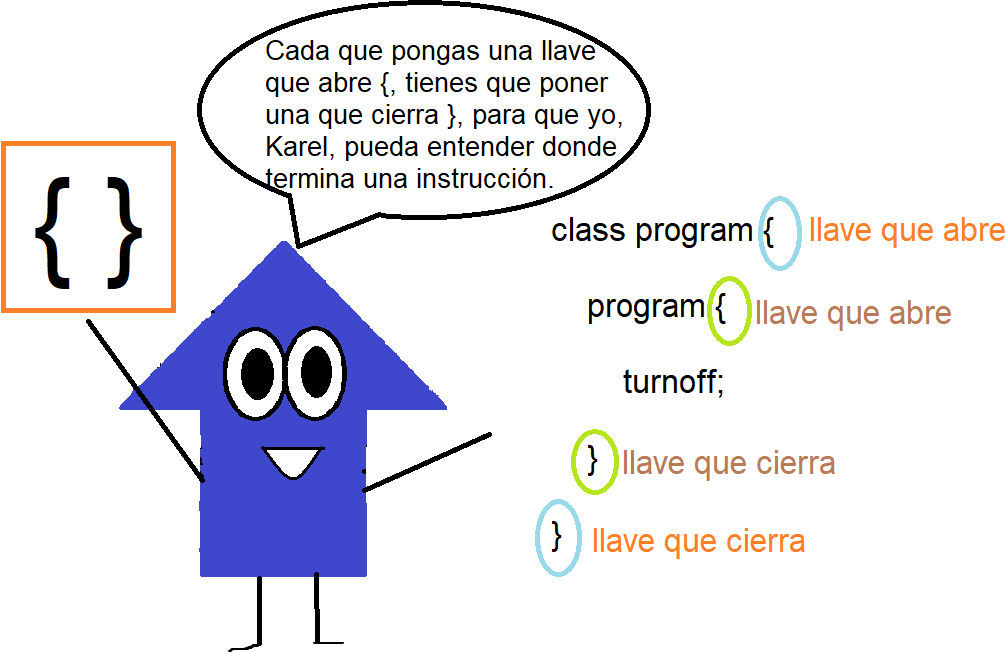 Cada que pongas una llave
que abre {, tienes que poner
una que cierra }, para que yo,
Karel, pueda entender donde
termina una instrucción.
{ }
class program { llave que abre
program { llave que abre
turnoff;
} llave que cierra
} llave que cierra